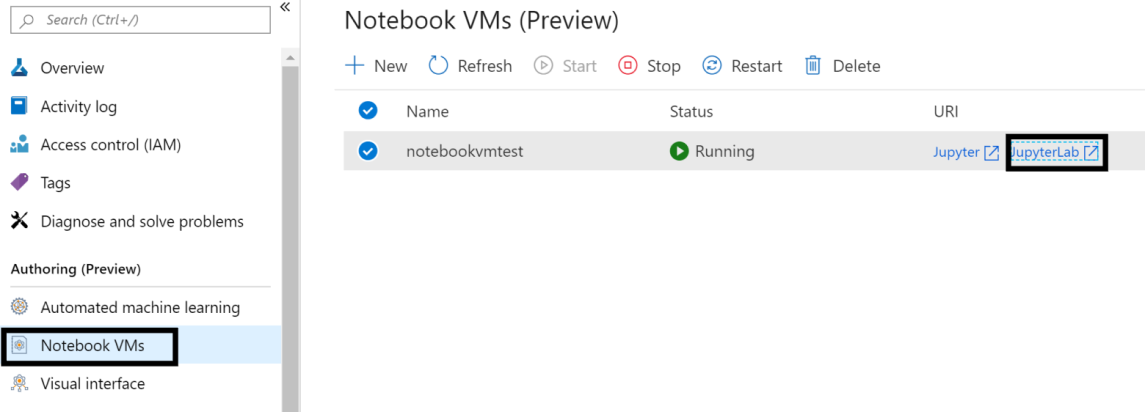 Search (Ctrl+/)
«
Overview
Activity log
Access control (IAM)
Tags
Diagnose and solve problems
Authoring (Preview)
Automated machine learning
Notebook VMs
Visual interface
Notebook VMs (Preview)
New Refresh Start Stop Restart Delete
Name Status URI
notebookvmtest Running Jupyter JupyterLab